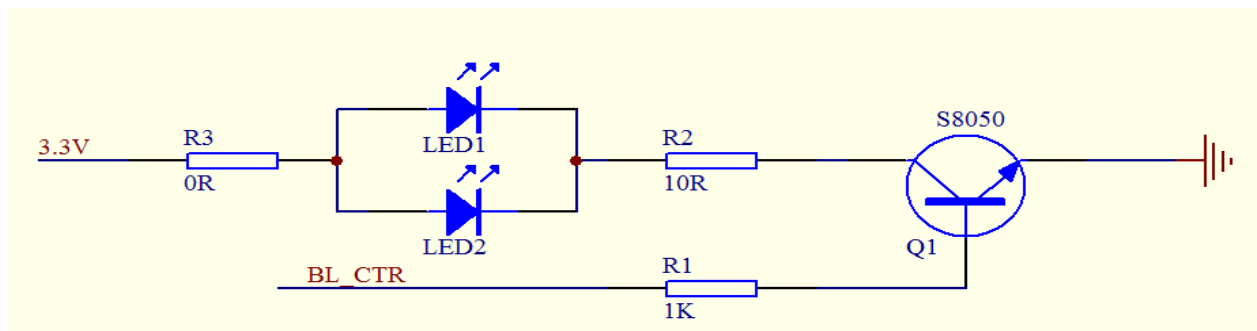 S8050
3.3V
R3
0R
LED1
LED2
R2
10R
Q1
BL_CTR
R1
1K